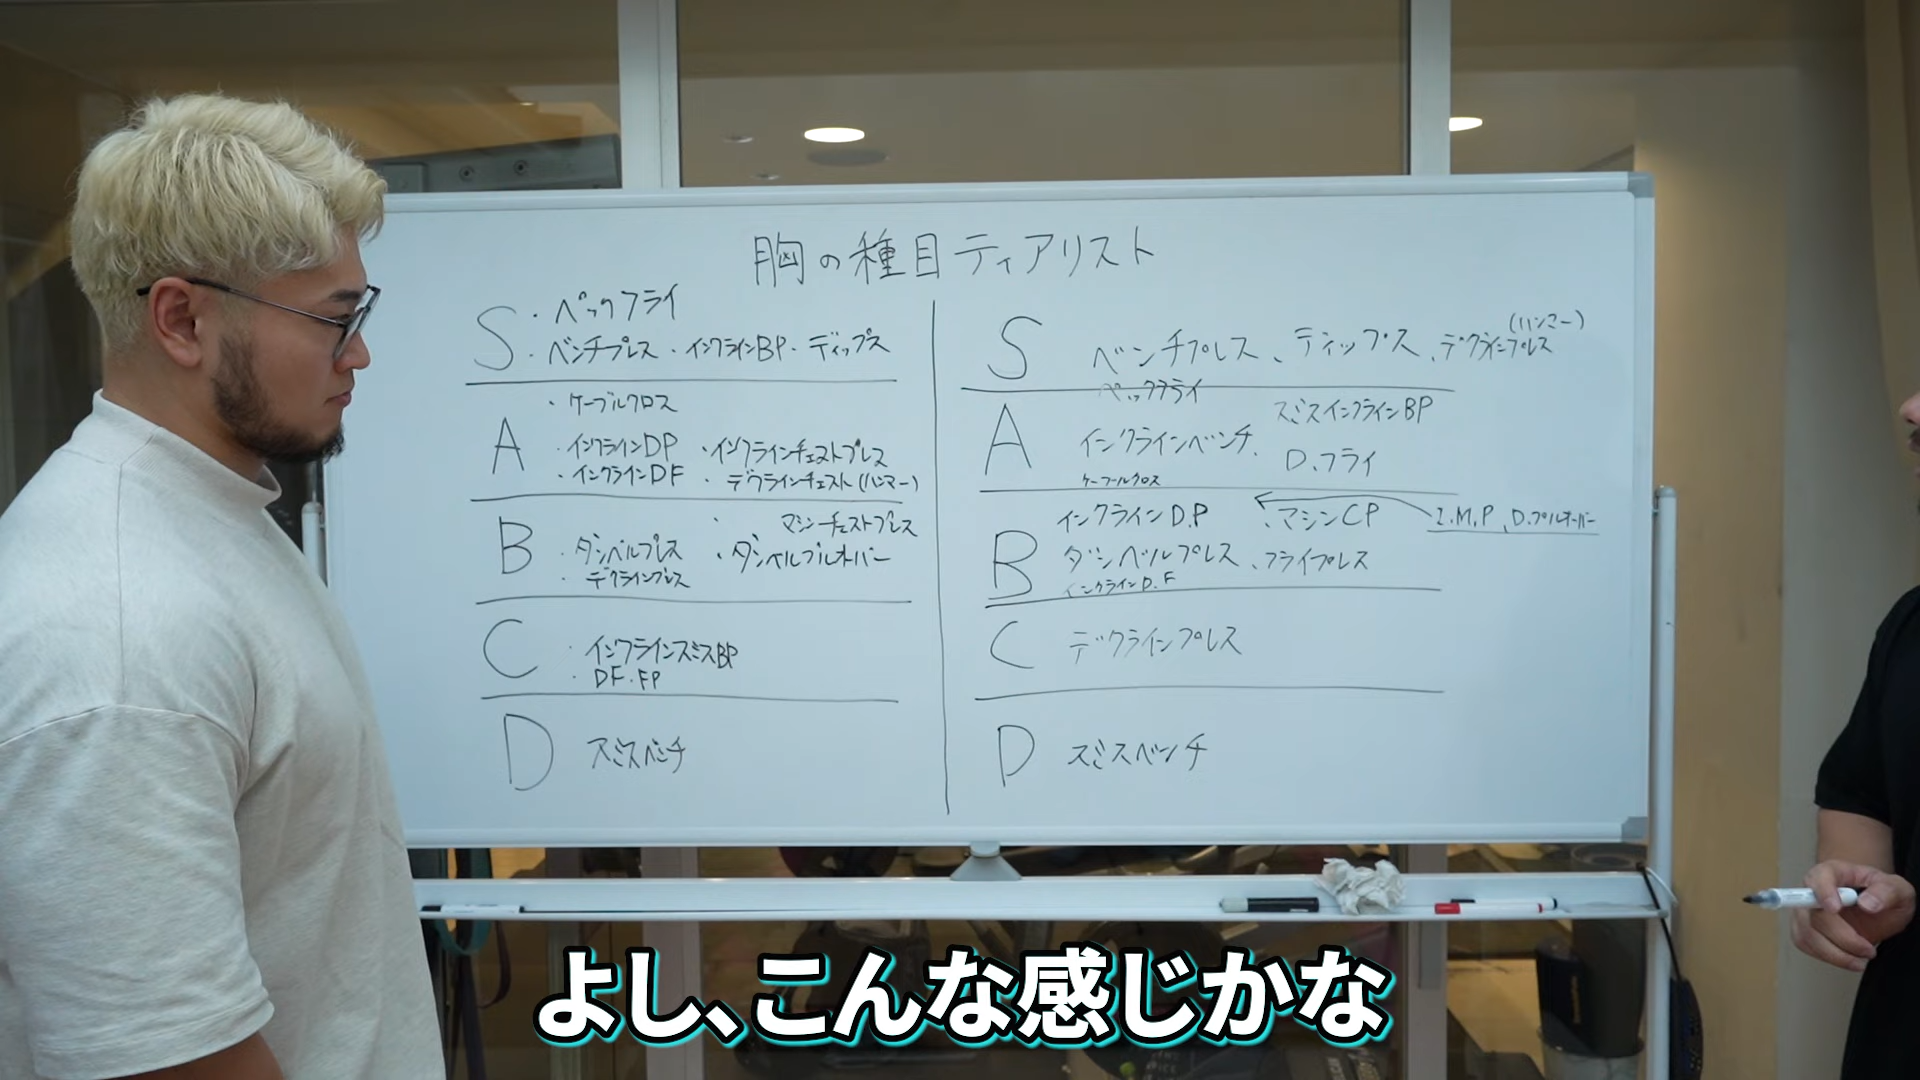 胸の種目ティアリスト
S ・ペックフライ
・ベンチプレス ・インクラインBP・ディップス
・ケーブルクロス
A ・インクラインDP ・インクラインチェストプレス
・インクラインDF ・デクラインチェスト(ハンマー)
・マシンチェストプレス
B ・ダンベルプレス ・ダンベルプルオーバー
・デクラインプレス
C ・インクラインスミスBP
・DF・FP
D スミスベンチ
(ハンマー)
S ベンチプレス、ディップス、デクラインプレス
ペックフライ
スミスインクラインBP
A インクラインベンチ、
D.フライ
ケーブルクロス
インクラインD.P 、マシンCP I.M.P、D.プルオーバー
B ダンベルプレス、フライプレス
インクラインD.F
C デクラインプレス
D スミスベンチ
よし、こんな感じかな